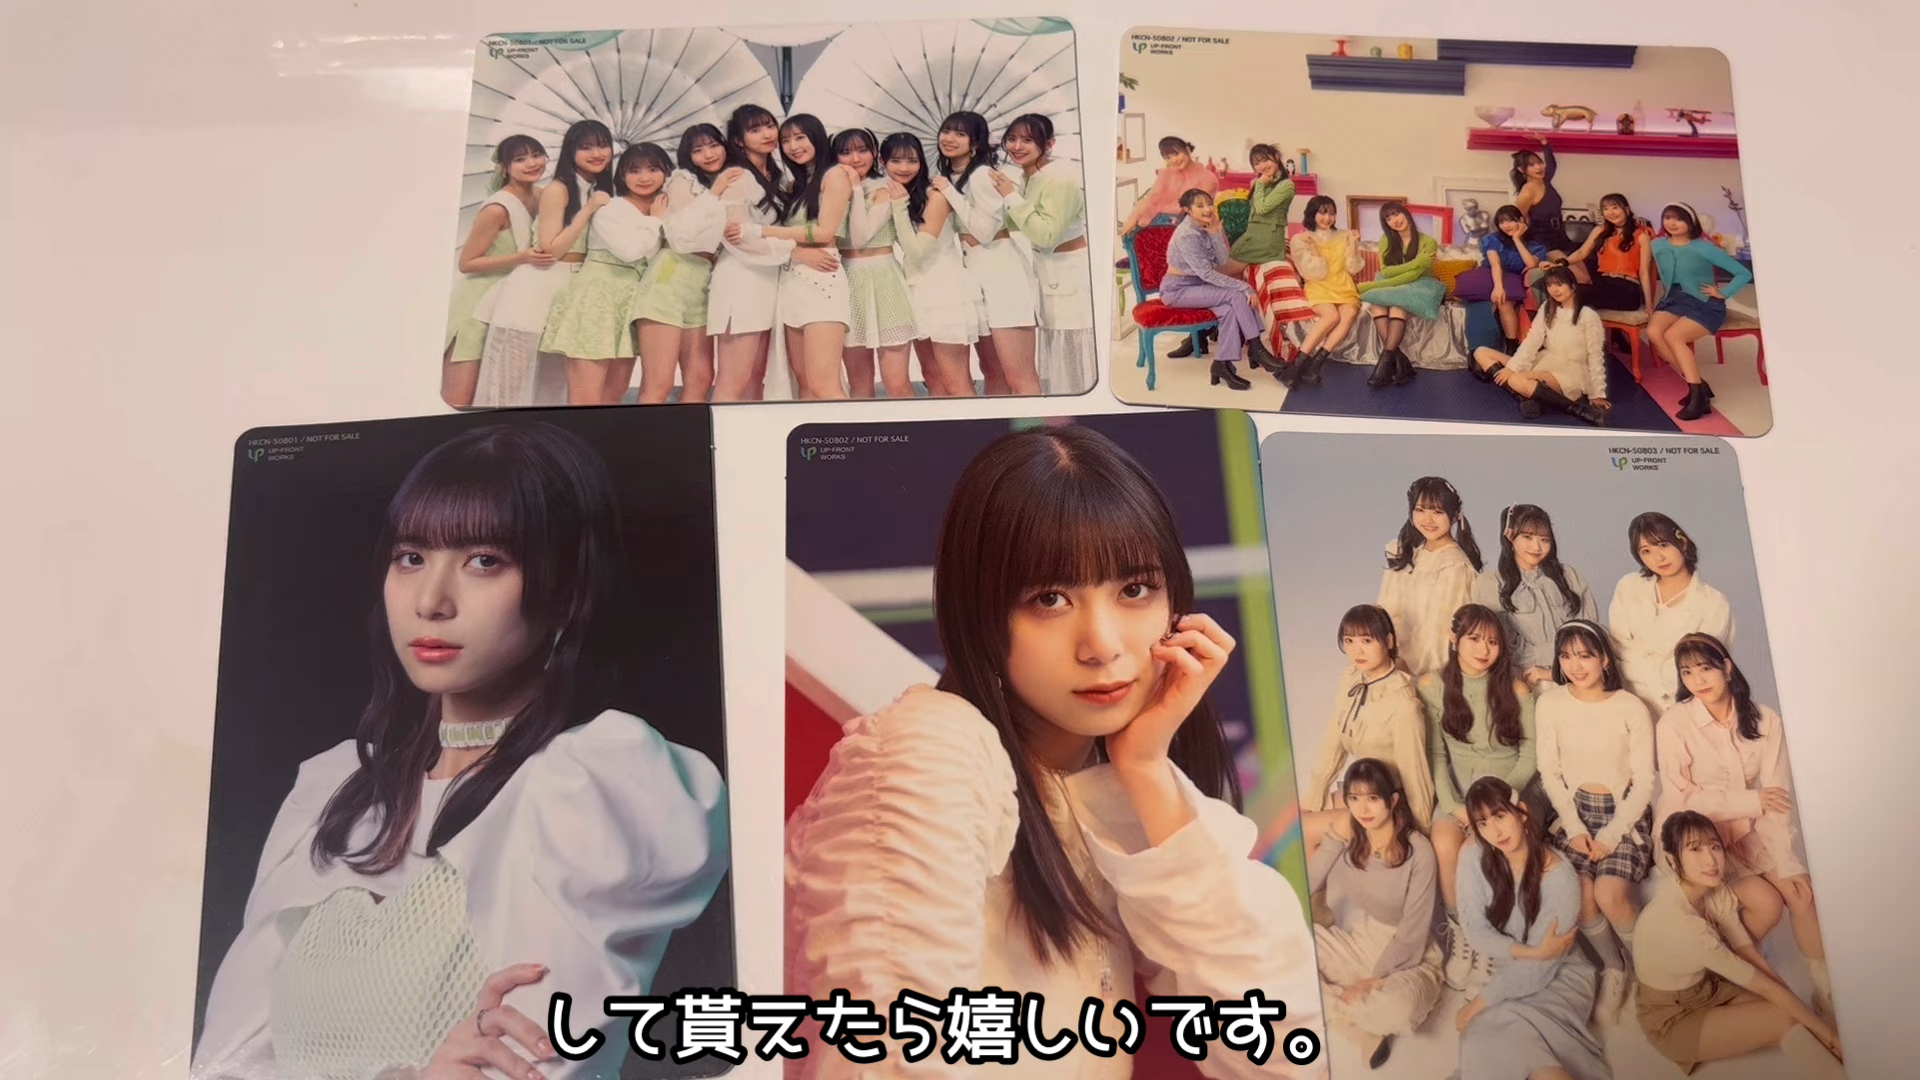 HKCN-50803 / NOT FOR SALE
UP-FRONT
WORKS
HKCN-50802 / NOT FOR SALE
UP-FRONT
WORKS
HKCN-50801 / NOT FOR SALE
UP-FRONT
WORKS
HKCN-50802 / NOT FOR SALE
UP-FRONT
WORKS
HKCN-50803 / NOT FOR SALE
UP-FRONT
WORKS
して貰えたら嬉しいです。